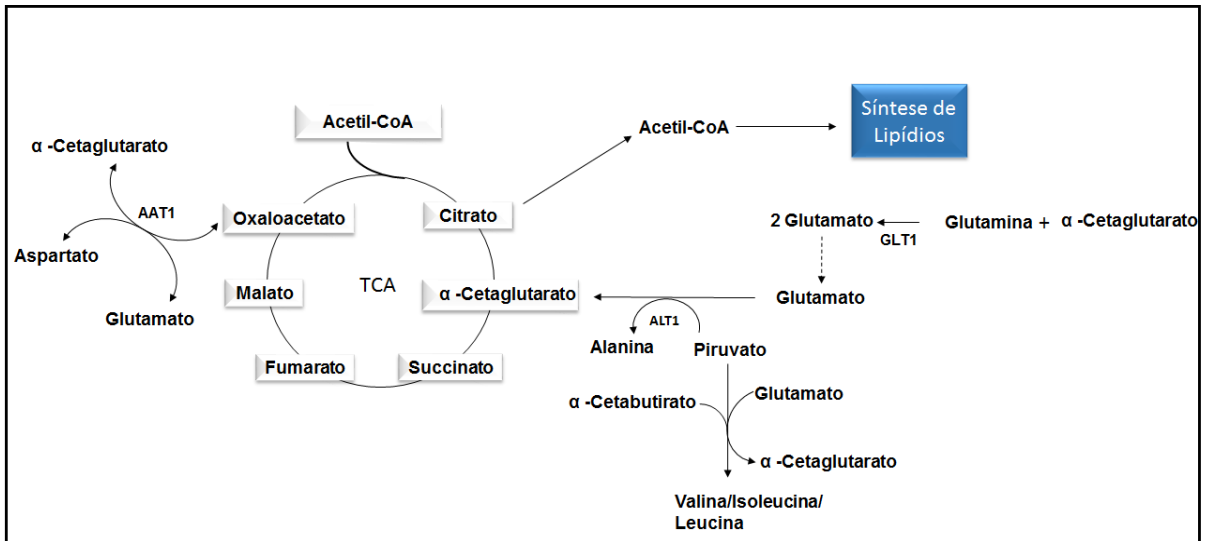 Acetil-CoA
Acetil-CoA
Síntese de
Lipídios
α -Cetaglutarato
AAT1
Oxaloacetato
Citrato
2 Glutamato
GLT1
Glutamina + α -Cetaglutarato
Aspartato
Malato
TCA
α -Cetaglutarato
Glutamato
Glutamato
ALT1
Alanina
Piruvato
Fumarato
Succinato
α -Cetabutirato
Glutamato
α -Cetaglutarato
Valina/Isoleucina/
Leucina